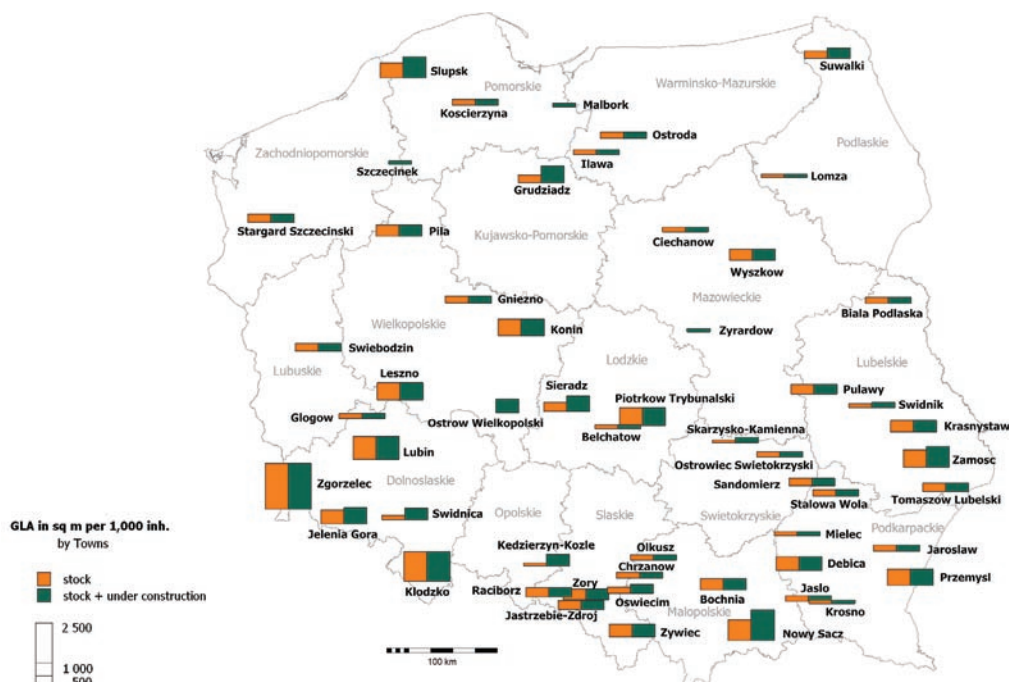 Slupsk
Suwalki
Pomorskie
Warminsko-Mazurskie
Koscierzyna
Malbork
Ostroda
Podlaskie
Zachodniopomorskie
Ilawa
Szczecinek
Lomza
Grudziadz
Stargard Szczecinski
Pila
Kujawsko-Pomorskie
Ciechanow
Wyszkow
Gniezno
Mazowieckie
Biala Podlaska
Wielkopolskie
Konin
Zyrardow
Swiebodzin
Lodzkie
Lubelskie
Lubuskie
Leszno
Sieradz
Piotrkow Trybunalski
Pulawy
Swidnik
Glogow
Ostrow Wielkopolski
Belchatow
Skarzysko-Kamienna
Krasnystaw
Lubin
Ostrowiec Swietokrzyski
Zamosc
Zgorzelec
Dolnoslaskie
Sandomierz
Stalowa Wola
Tomaszow Lubelski
Swidnica
Opolskie
Slaskie
Swietokrzyskie
GLA in sq m per 1,000 inh.
by Towns
Jelenia Gora
Mielec
Podkarpackie
Kedzierzyn-Kozle
Olkusz
Jaroslaw
Chrzanow
Debica
stock
stock + under construction
Klodzko
Raciborz
Zory
Oswiecim
Bochnia
Jaslo
Przemysl
Jastrzebie-Zdroj
Malopolskie
Krosno
Zywiec
Nowy Sacz
2 500
1 000
500
100 km